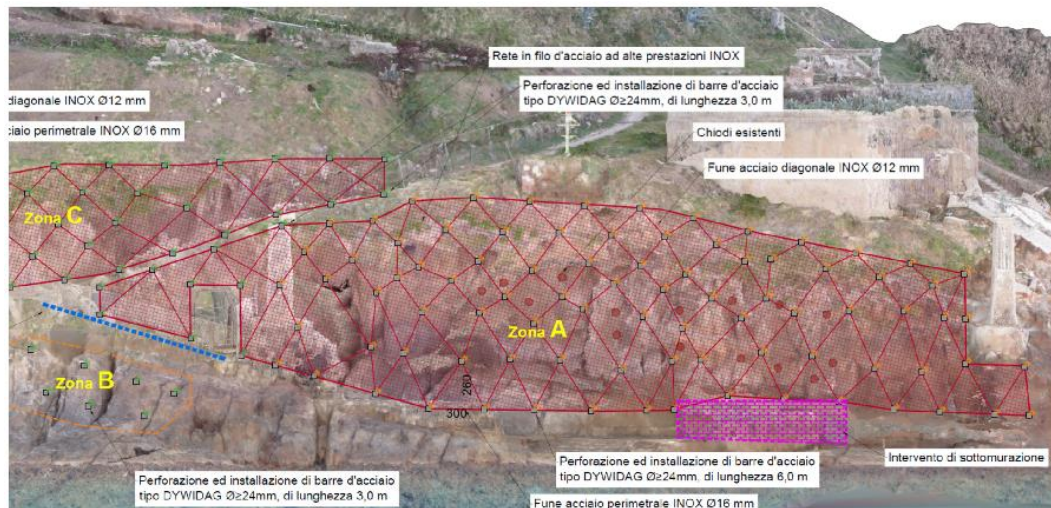 Rete in filo d'acciaio ad alte prestazioni INOX
Perforazione ed installazione di barre d'acciaio
tipo DYWIDAG Ø≥24mm, di lunghezza 3,0 m
diagonale INOX Ø12 mm
ciaio perimetrale INOX Ø16 mm
Chiodi esistenti
Fune acciaio diagonale INOX Ø12 mm
Zona C
Zona A
Zona B
260
300
Intervento di sottomurazione
Perforazione ed installazione di barre d'acciaio
tipo DYWIDAG Ø≥24mm, di lunghezza 6,0 m
Perforazione ed installazione di barre d'acciaio
tipo DYWIDAG Ø≥24mm, di lunghezza 3,0 m
Fune acciaio perimetrale INOX Ø16 mm